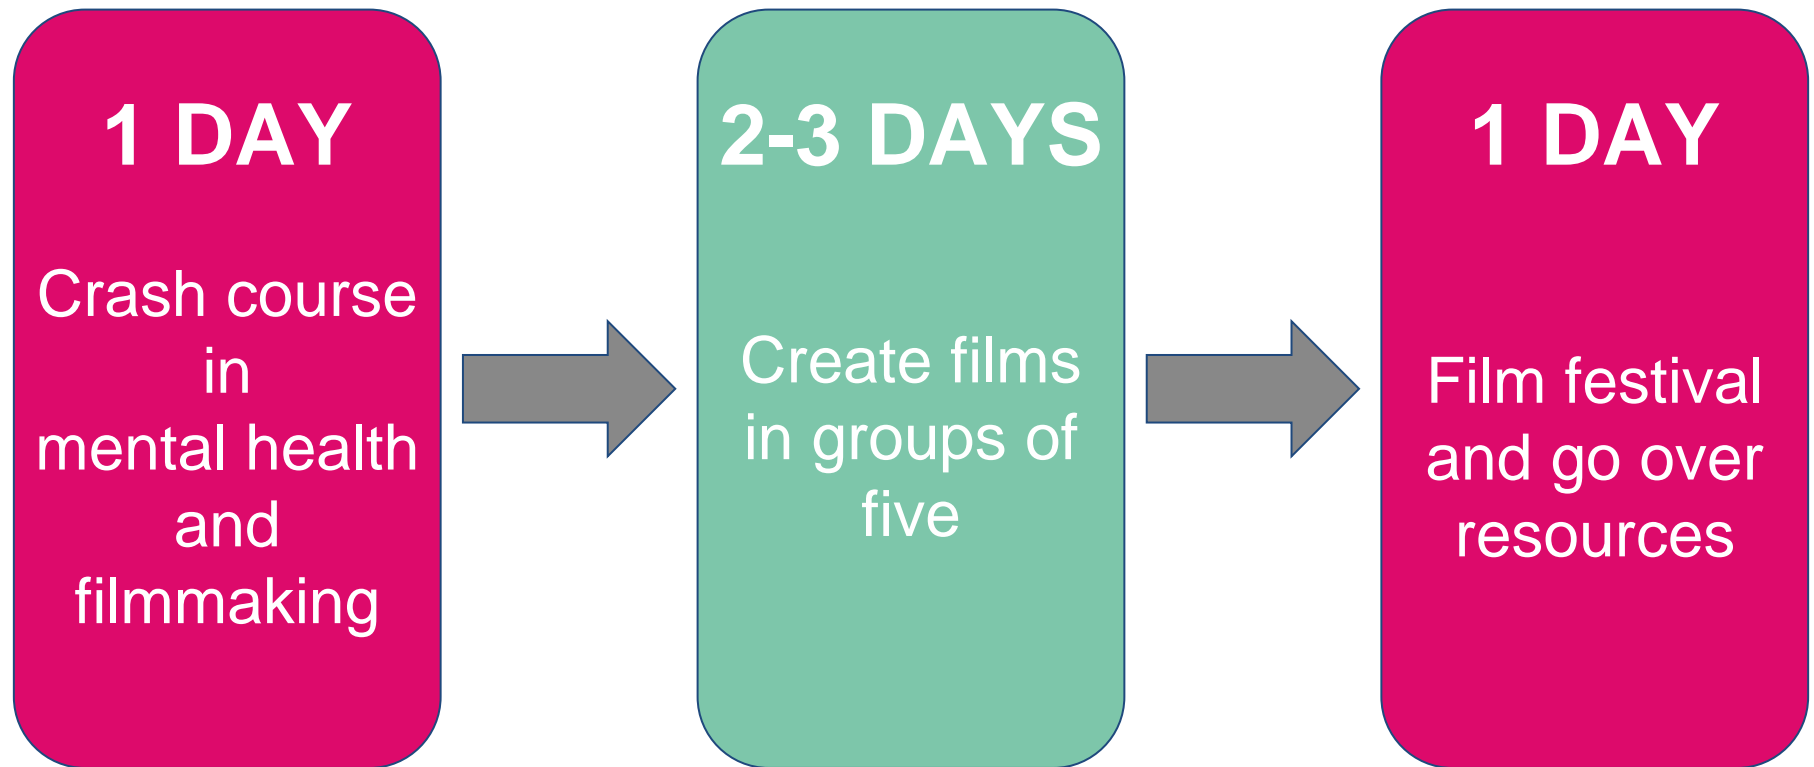 1 DAY
Crash course
in
mental health
and
filmmaking
2-3 DAYS
Create films
in groups of
five
1 DAY
Film festival
and go over
resources